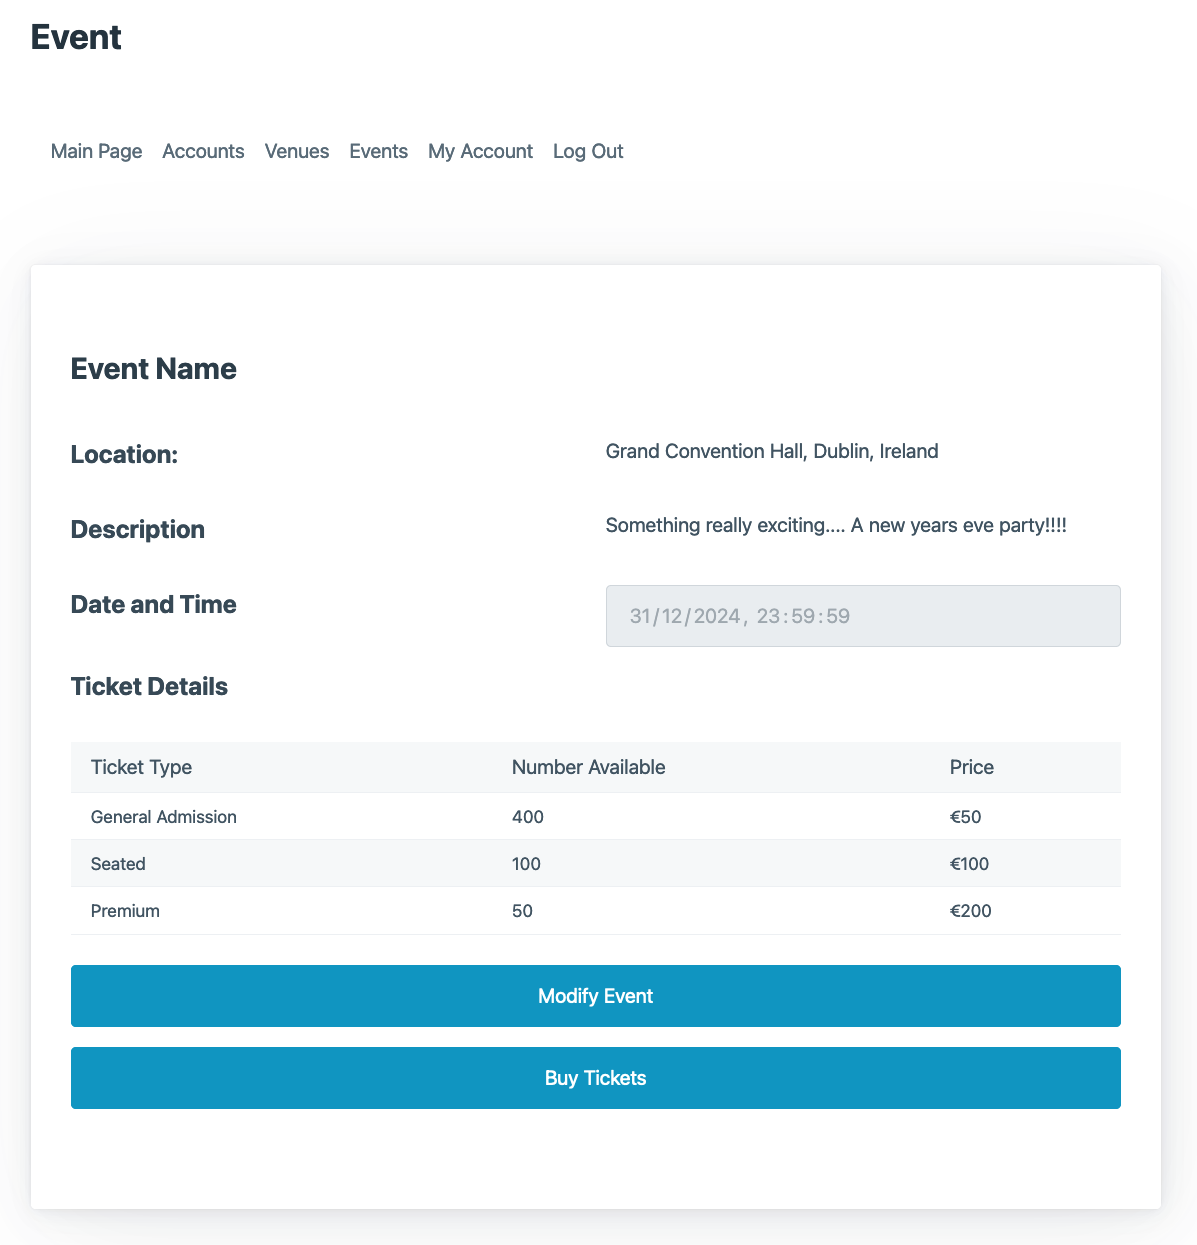 Event
Main Page Accounts Venues Events My Account Log Out
Event Name
Location: Grand Convention Hall, Dublin, Ireland
Description Something really exciting.... A new years eve party!!!!
Date and Time 31/12/2024, 23:59:59
Ticket Details
Ticket Type Number Available Price
General Admission 400 €50
Seated 100 €100
Premium 50 €200
Modify Event
Buy Tickets